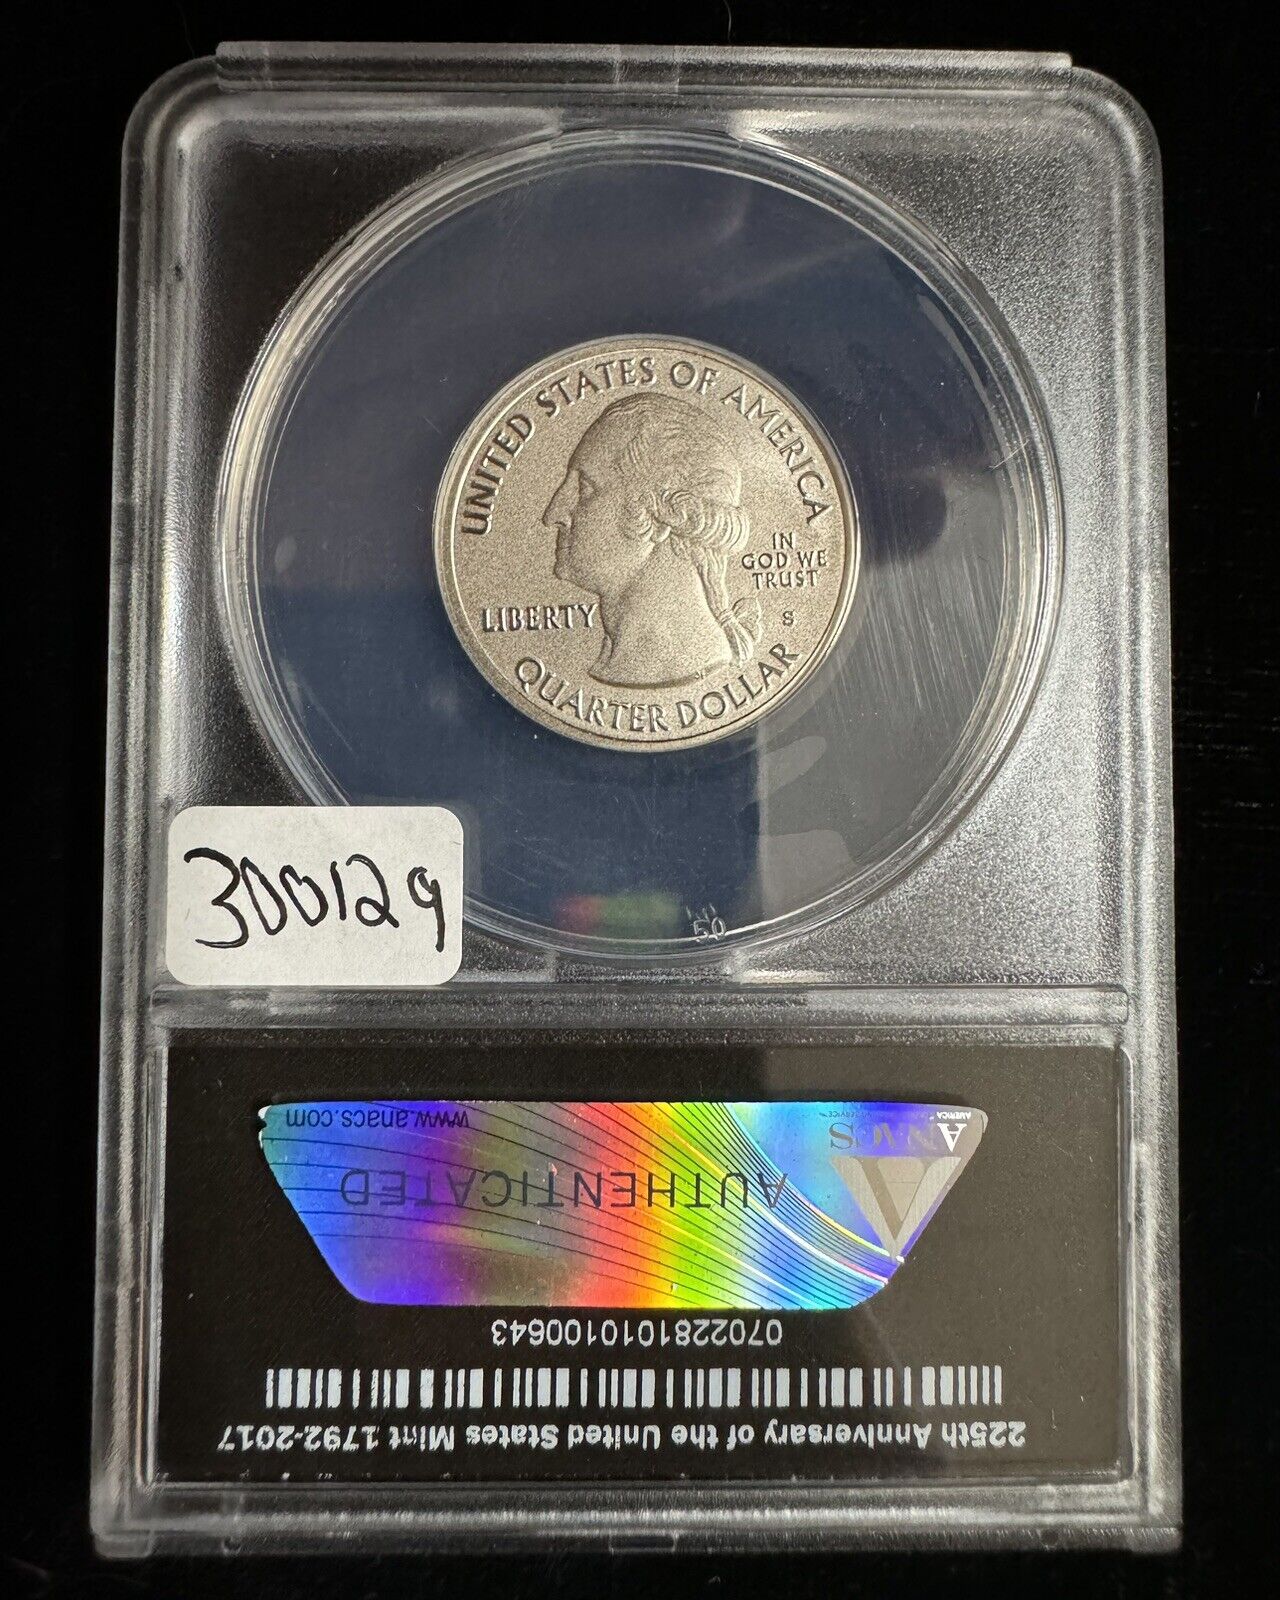 UNITED STATES OF AMERICA
IN
GOD WE
TRUST
LIBERTY
S
QUARTER DOLLAR
50
300129
www.anacs.com
ANACS
AUTHENTICATED
0702281010100643
225th Anniversary of the United States Mint 1792-2017